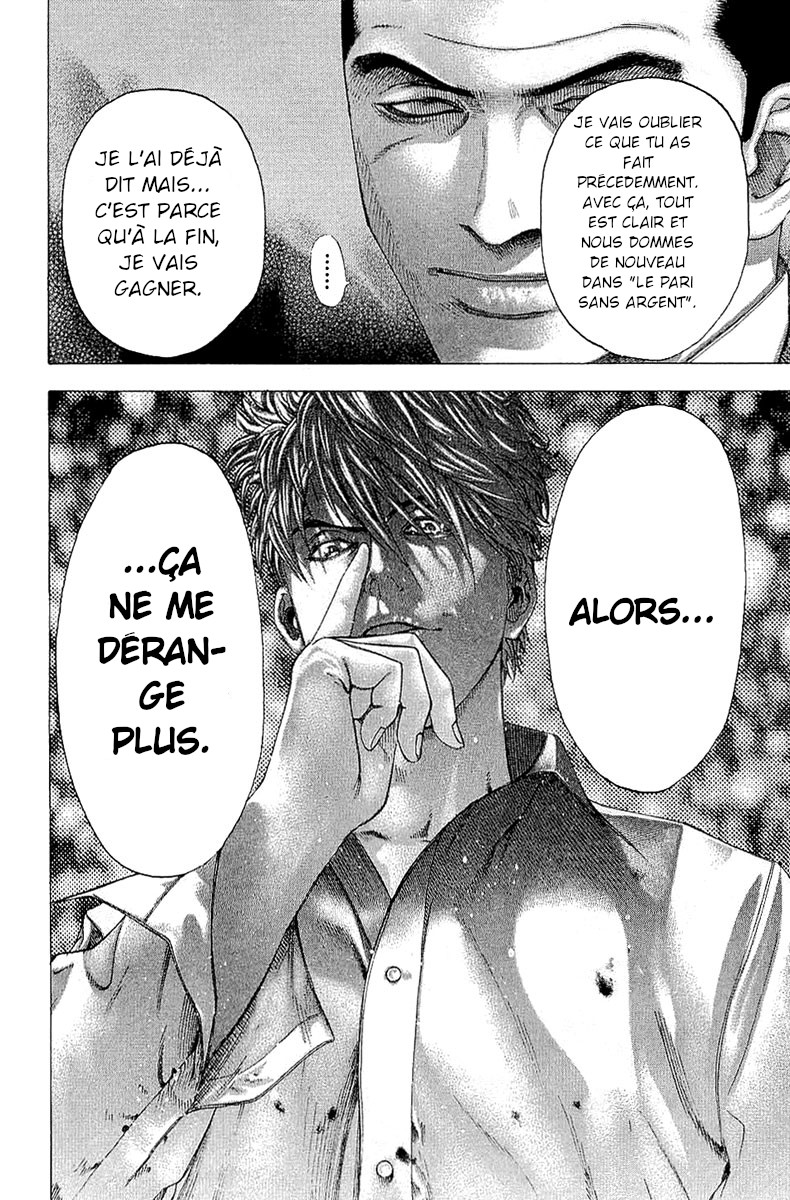 JE VAIS OUBLIER
CE QUE TU AS
FAIT
PRÉCEDEMMENT.
AVEC ÇA, TOUT
EST CLAIR ET
NOUS DOMMES
DE NOUVEAU
DANS "LE PARI
SANS ARGENT".
........
JE L'AI DÉJÀ
DIT MAIS...
C'EST PARCE
QU'À LA FIN,
JE VAIS
GAGNER.
ALORS...
...ÇA
NE ME
DÉRAN-
GE
PLUS.